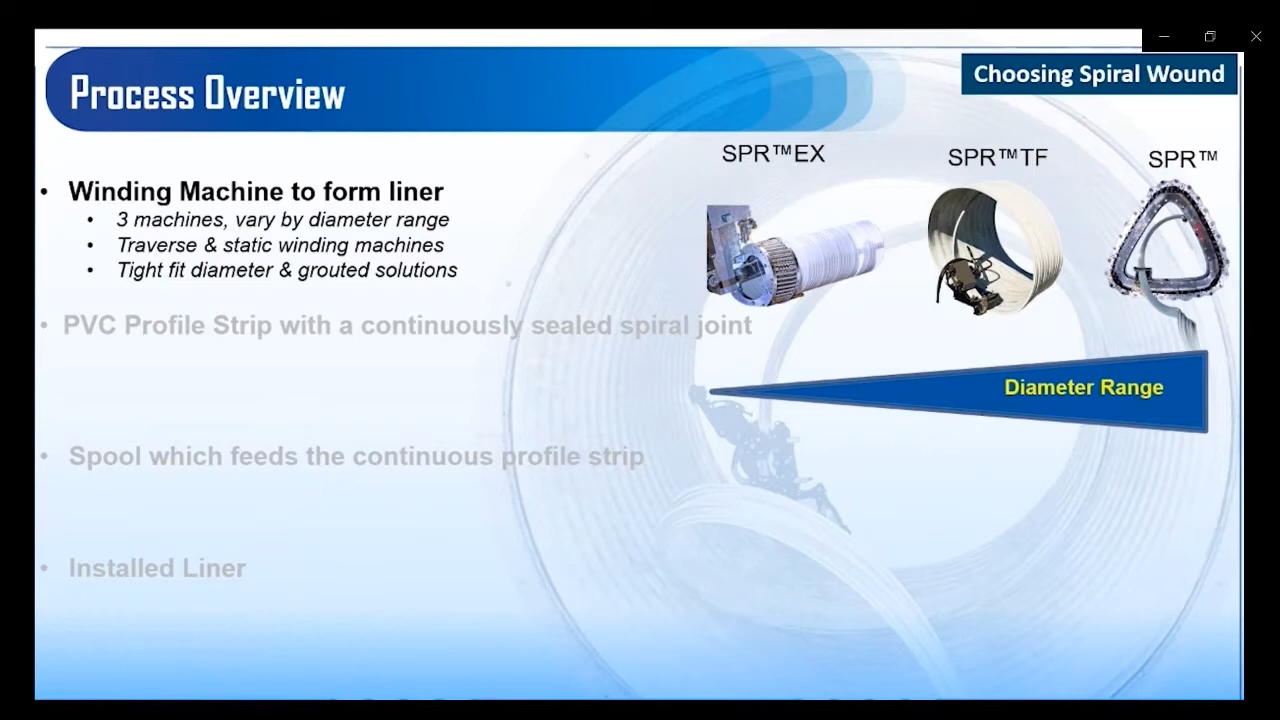 Process Overview
Choosing Spiral Wound
SPR™EX
SPR™TF
SPR™
• Winding Machine to form liner
• 3 machines, vary by diameter range
• Traverse & static winding machines
• Tight fit diameter & grouted solutions
• PVC Profile Strip with a continuously sealed spiral joint
Diameter Range
• Spool which feeds the continuous profile strip
• Installed Liner